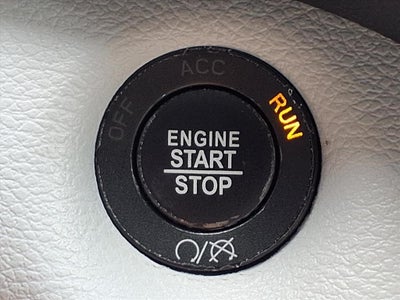 ACC
OFF
RUN
ENGINE
START
STOP